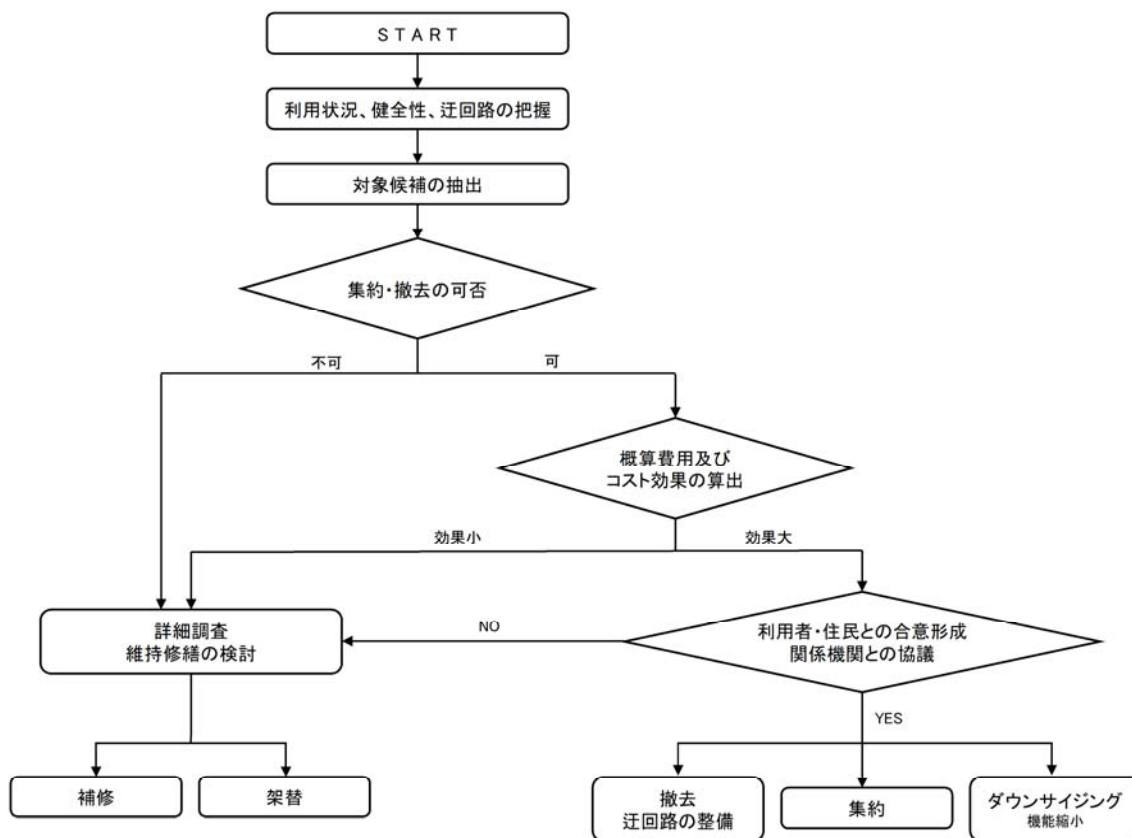 START
利用状況、健全性、迂回路の把握
対象候補の抽出
集約・撤去の可否
不可
可
概算費用及び
コスト効果の算出
効果小
効果大
詳細調査
維持修繕の検討
NO
利用者・住民との合意形成
関係機関との協議
YES
補修
架替
撤去
迂回路の整備
集約
ダウンサイジング
機能縮小